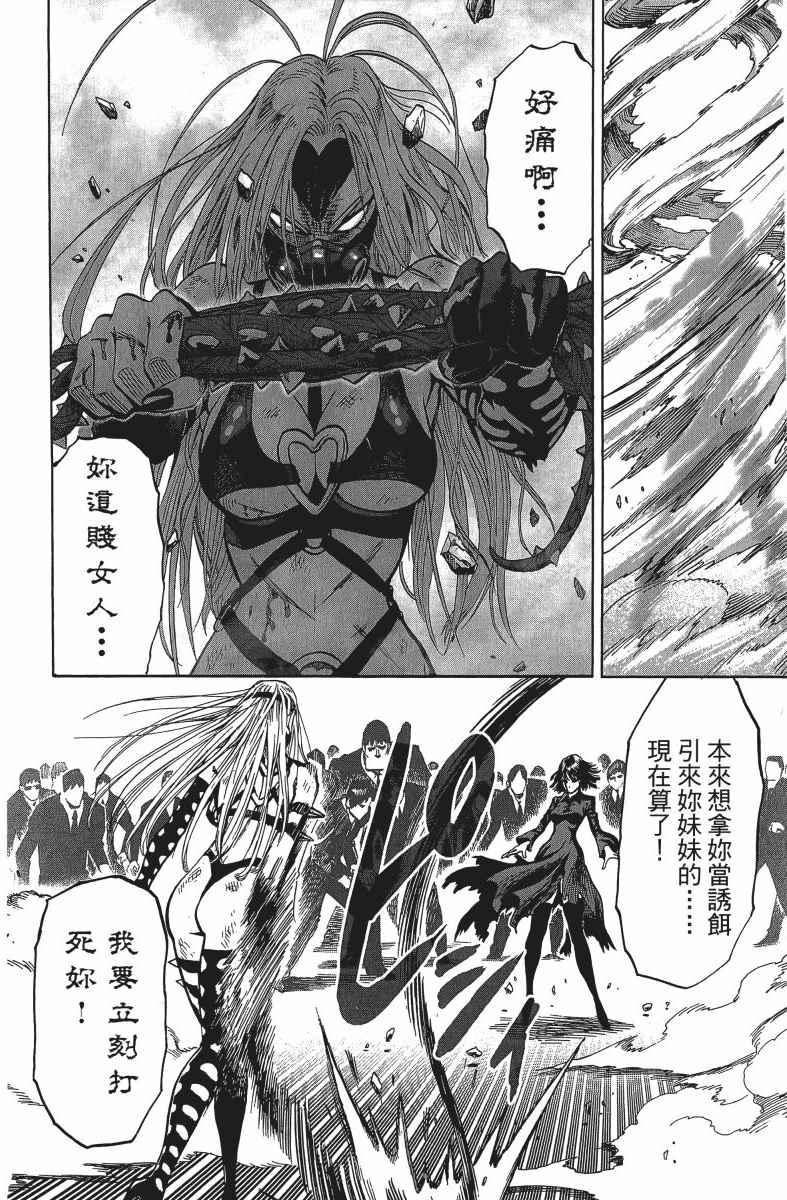 好痛啊…
妳這賤女人…
本來想拿妳當誘餌
引來妳妹妹的……
現在算了！
我要立刻打
死妳！